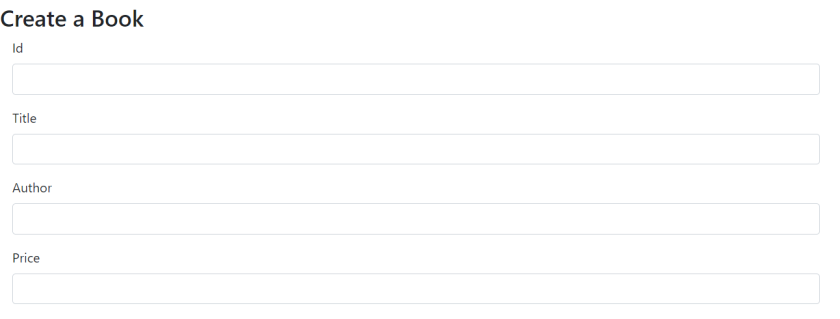 Create a Book
Id
Title
Author
Price